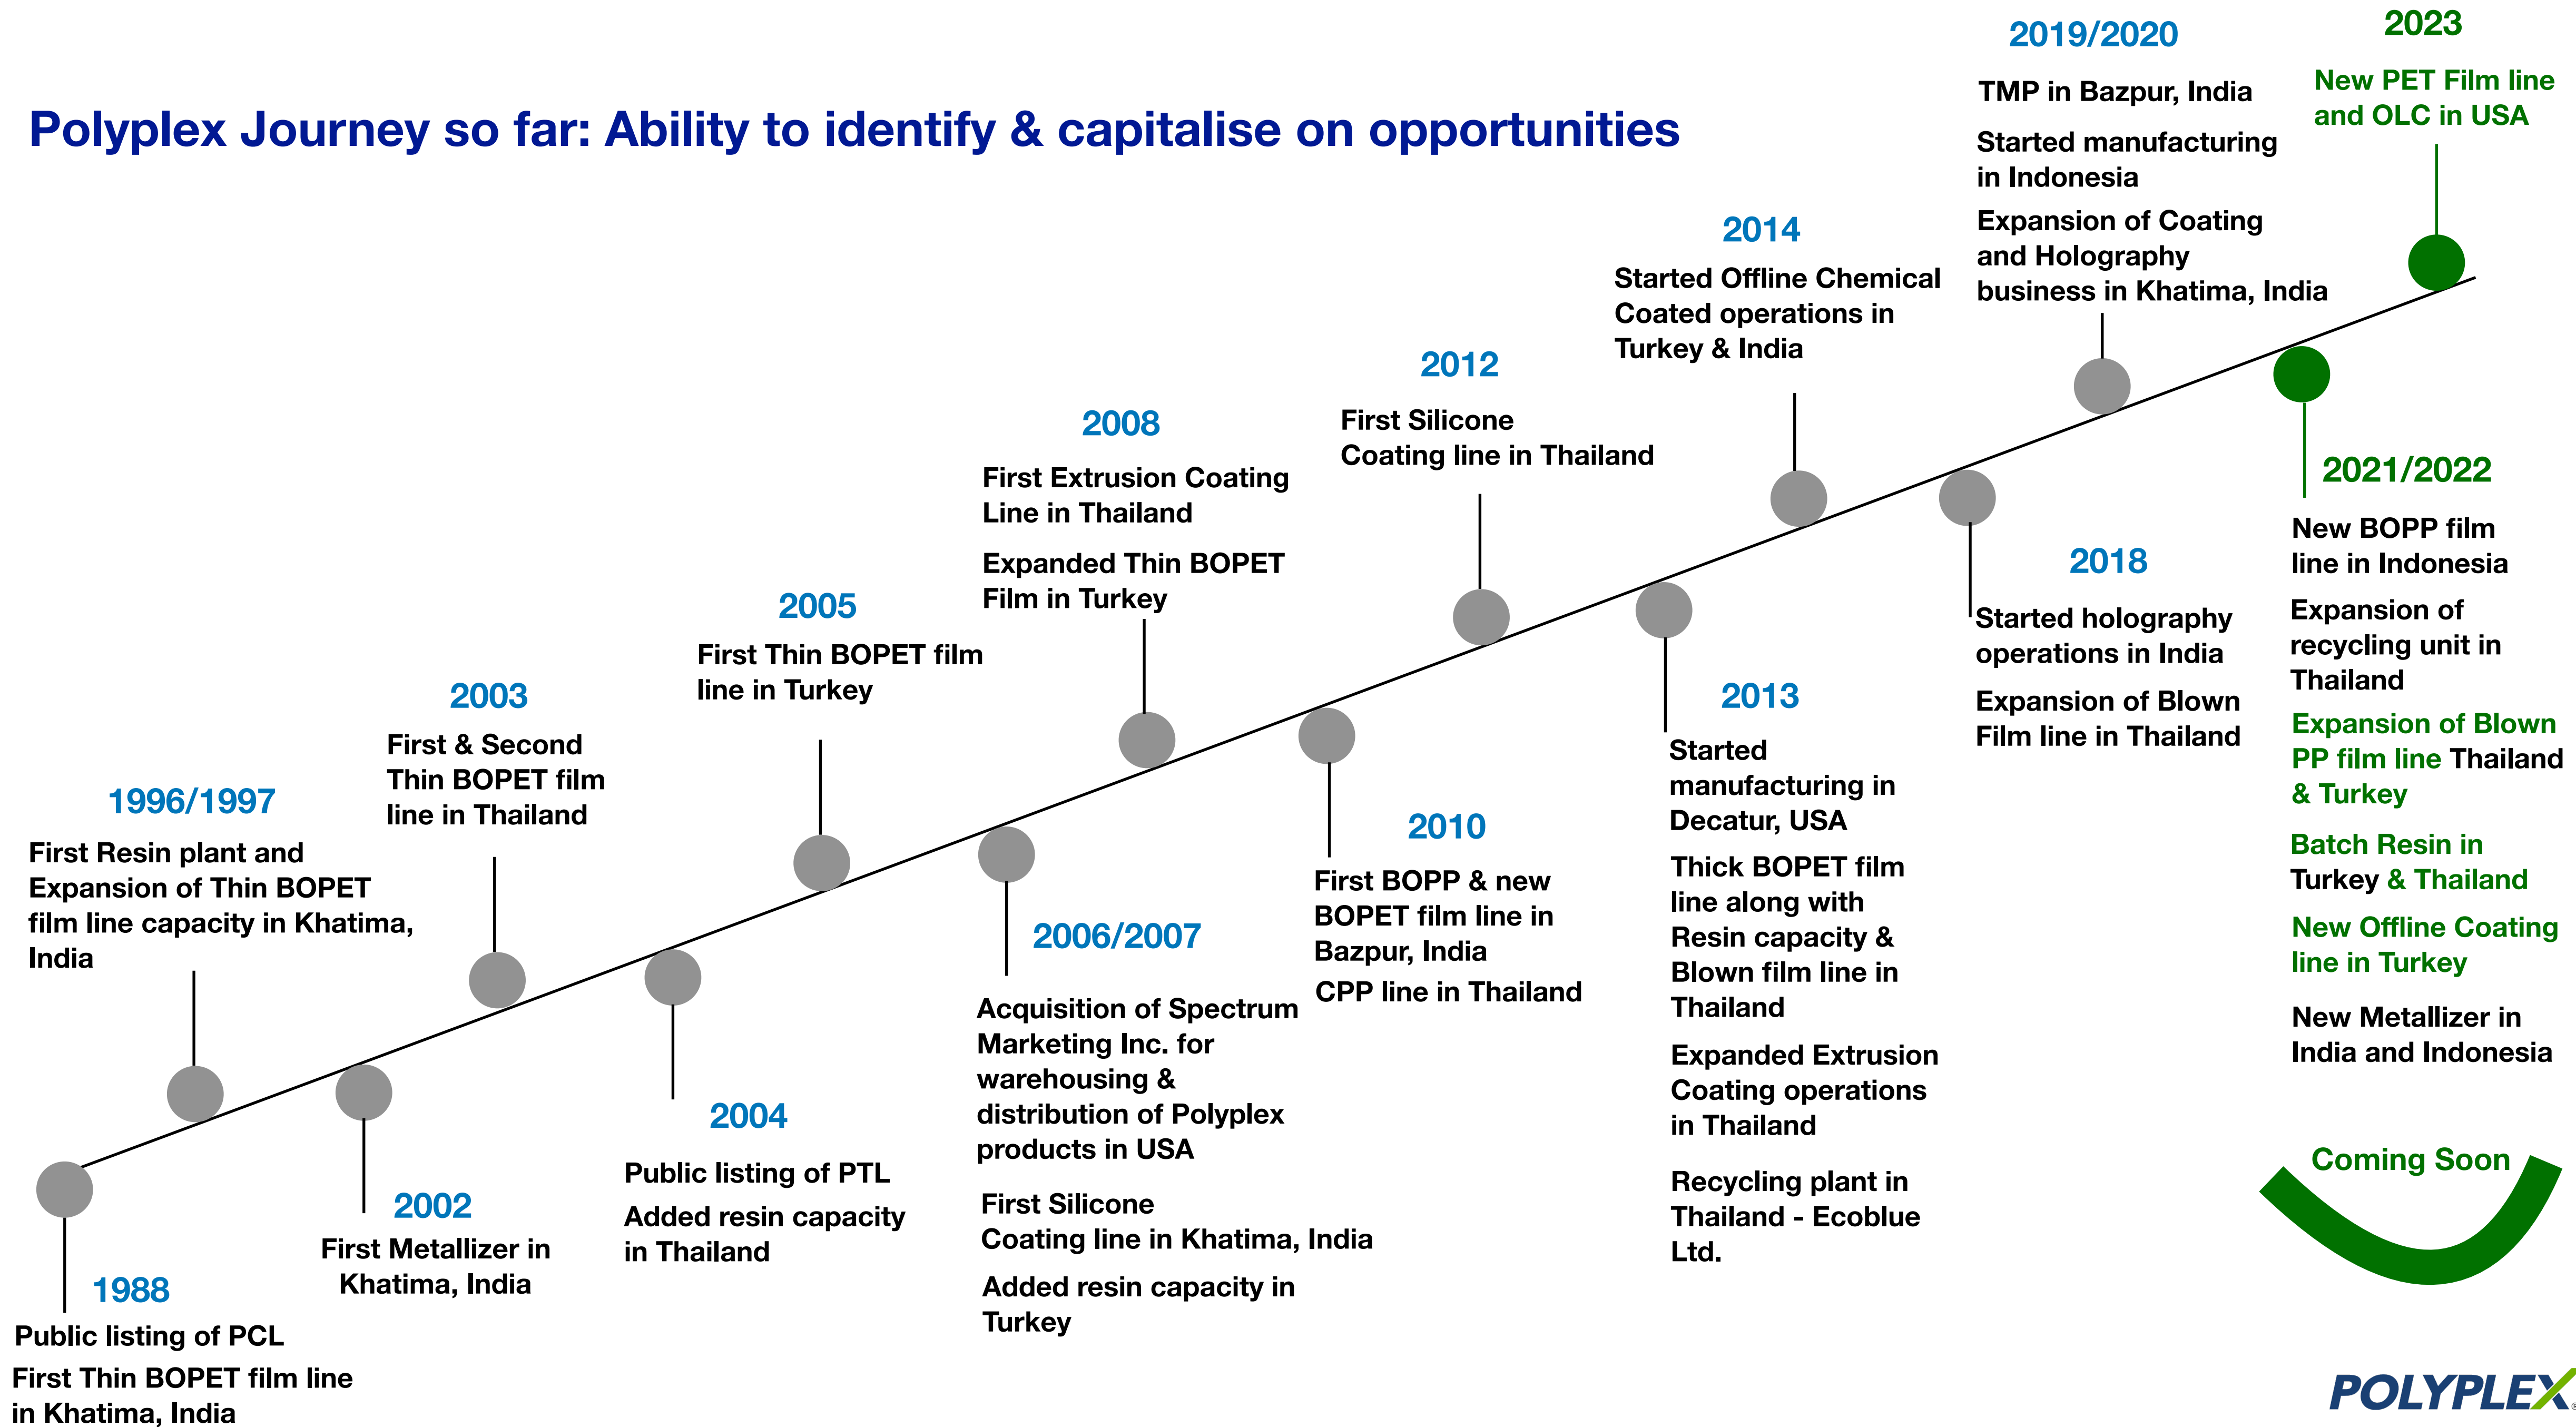 Polyplex Journey so far: Ability to identify & capitalise on opportunities
1988
Public listing of PCL
First Thin BOPET film line
in Khatima, India
1996/1997
First Resin plant and
Expansion of Thin BOPET
film line capacity in Khatima,
India
2002
First Metallizer in
Khatima, India
2003
First & Second
Thin BOPET film
line in Thailand
2004
Public listing of PTL
Added resin capacity
in Thailand
2005
First Thin BOPET film
line in Turkey
2006/2007
Acquisition of Spectrum
Marketing Inc. for
warehousing &
distribution of Polyplex
products in USA
First Silicone
Coating line in Khatima, India
Added resin capacity in
Turkey
2008
First Extrusion Coating
Line in Thailand
Expanded Thin BOPET
Film in Turkey
2010
First BOPP & new
BOPET film line in
Bazpur, India
CPP line in Thailand
2012
First Silicone
Coating line in Thailand
2013
Started
manufacturing in
Decatur, USA
Thick BOPET film
line along with
Resin capacity &
Blown film line in
Thailand
Expanded Extrusion
Coating operations
in Thailand
Recycling plant in
Thailand - Ecoblue
Ltd.
2014
Started Offline Chemical
Coated operations in
Turkey & India
2018
Started holography
operations in India
Expansion of Blown
Film line in Thailand
2019/2020
TMP in Bazpur, India
Started manufacturing
in Indonesia
Expansion of Coating
and Holography
business in Khatima, India
2021/2022
New BOPP film
line in Indonesia
Expansion of
recycling unit in
Thailand
Expansion of Blown
PP film line Thailand
& Turkey
Batch Resin in
Turkey & Thailand
New Offline Coating
line in Turkey
New Metallizer in
India and Indonesia
2023
New PET Film line
and OLC in USA
Coming Soon
POLYPLEX